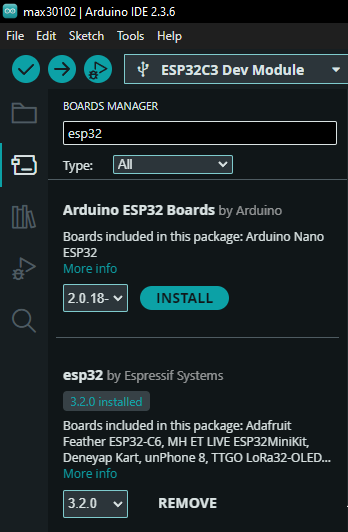 max30102 | Arduino IDE 2.3.6
File Edit Sketch Tools Help
ESP32C3 Dev Module
BOARDS MANAGER
esp32
Type: All
Arduino ESP32 Boards by Arduino
Boards included in this package: Arduino Nano
ESP32
More info
2.0.18- INSTALL
esp32 by Espressif Systems
3.2.0 installed
Boards included in this package: Adafruit
Feather ESP32-C6, MH ET LIVE ESP32MiniKit,
Deneyap Kart, unPhone 8, TTGO LoRa32-OLED...
More info
3.2.0 REMOVE